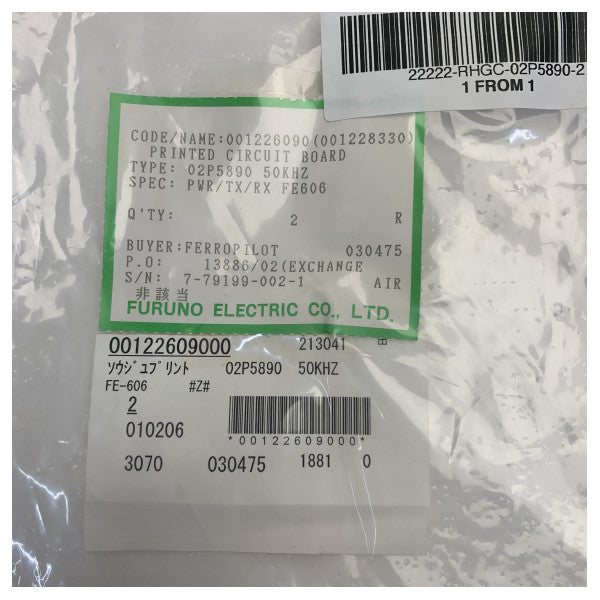 22222-RHGC-02P5890-2
1 FROM 1
CODE/NAME:001226090(001228330)
PRINTED CIRCUIT BOARD
TYPE: 02P5890 50KHZ
SPEC: PWR/TX/RX FE606
Q'TY: 2 R
BUYER:FERROPILOT 030475
P.O: 13886/02(EXCHANGE
S/N: 7-79199-002-1 AIR
非該当
FURUNO ELECTRIC CO., LTD.
00122609000 213041 出
ソウジュプリント 02P5890 50KHZ
FE-606 #Z#
2
010206
*00122609000*
3070 030475 1881 0